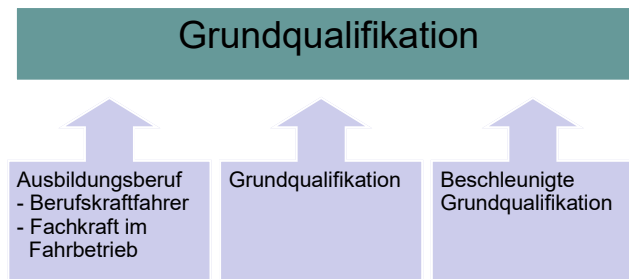 Grundqualifikation
Ausbildungsberuf
- Berufskraftfahrer
- Fachkraft im
Fahrbetrieb
Grundqualifikation
Beschleunigte
Grundqualifikation